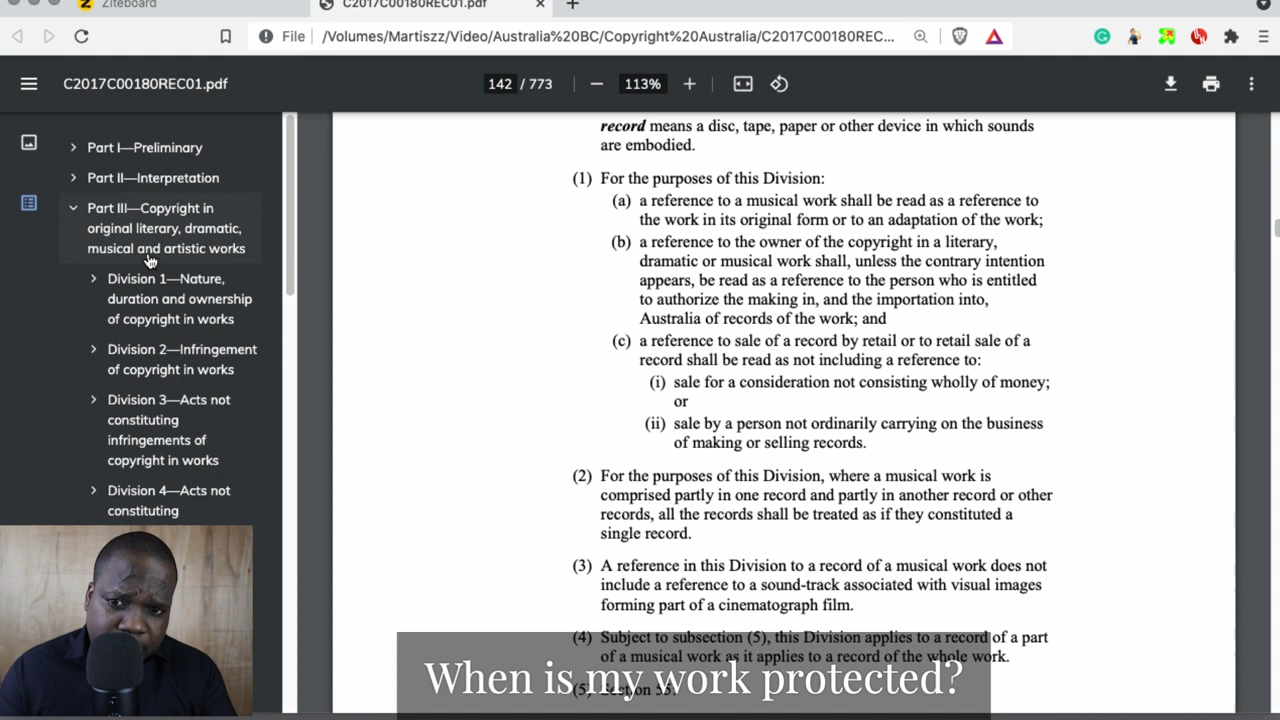 Ziteboard
C2017C00180REC01.pdf
File
/Volumes/Martiszz/Video/Australia%20BC/Copyright%20Australia/C2017C00180REC...
C2017C00180REC01.pdf
142 / 773
113%
Part I—Preliminary
Part II—Interpretation
Part III—Copyright in
original literary, dramatic,
musical and artistic works
Division 1—Nature,
duration and ownership
of copyright in works
Division 2—Infringement
of copyright in works
Division 3—Acts not
constituting
infringements of
copyright in works
Division 4—Acts not
constituting
record means a disc, tape, paper or other device in which sounds
are embodied.
(1) For the purposes of this Division:
(a) a reference to a musical work shall be read as a reference to
the work in its original form or to an adaptation of the work;
(b) a reference to the owner of the copyright in a literary,
dramatic or musical work shall, unless the contrary intention
appears, be read as a reference to the person who is entitled
to authorize the making in, and the importation into,
Australia of records of the work; and
(c) a reference to sale of a record by retail or to retail sale of a
record shall be read as not including a reference to:
(i) sale for a consideration not consisting wholly of money;
or
(ii) sale by a person not ordinarily carrying on the business
of making or selling records.
(2) For the purposes of this Division, where a musical work is
comprised partly in one record and partly in another record or other
records, all the records shall be treated as if they constituted a
single record.
(3) A reference in this Division to a record of a musical work does not
include a reference to a sound-track associated with visual images
forming part of a cinematograph film.
(4) Subject to subsection (5), this Division applies to a record of a part
of a musical work as it applies to a record of the whole work.
(5) Section 55
When is my work protected?